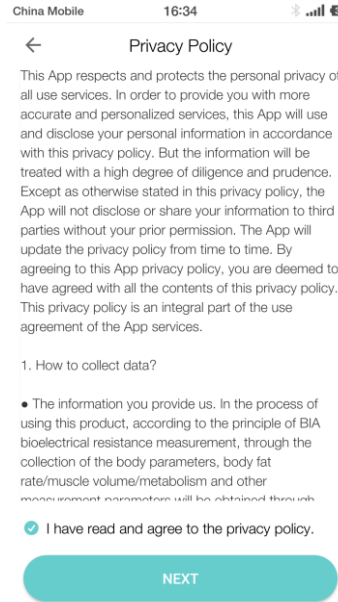 China Mobile 16:34
Privacy Policy
This App respects and protects the personal privacy of
all use services. In order to provide you with more
accurate and personalized services, this App will use
and disclose your personal information in accordance
with this privacy policy. But the information will be
treated with a high degree of diligence and prudence.
Except as otherwise stated in this privacy policy, the
App will not disclose or share your information to third
parties without your prior permission. The App will
update the privacy policy from time to time. By
agreeing to this App privacy policy, you are deemed to
have agreed with all the contents of this privacy policy.
This privacy policy is an integral part of the use
agreement of the App services.
1. How to collect data?
● The information you provide us. In the process of
using this product, according to the principle of BIA
bioelectrical resistance measurement, through the
collection of the body parameters, body fat
rate/muscle volume/metabolism and other
measurement parameters will be obtained through
I have read and agree to the privacy policy.
NEXT